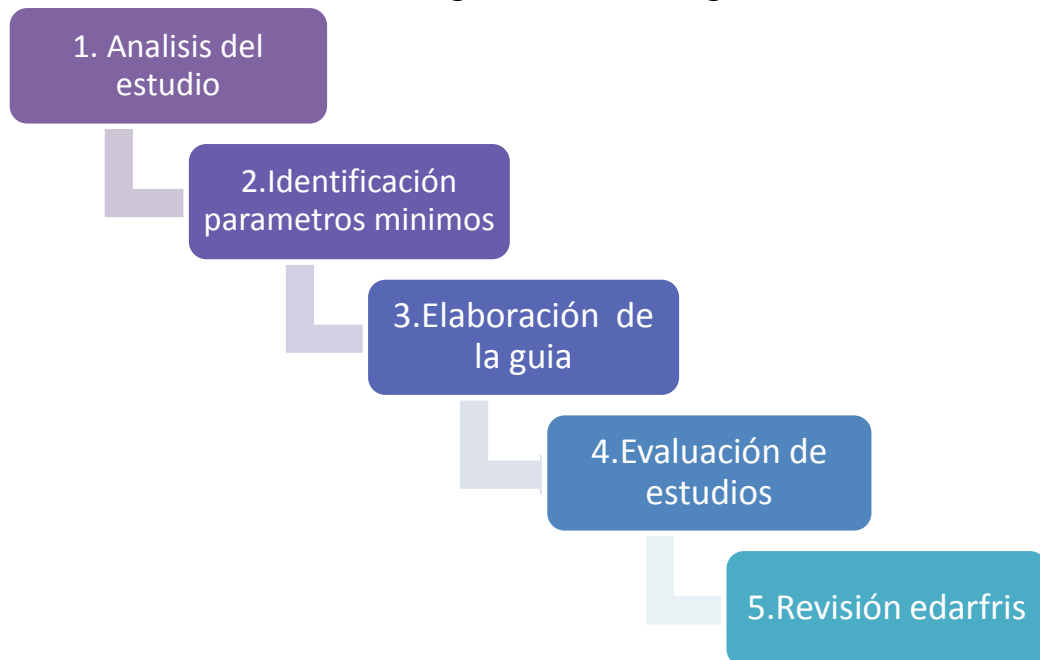 1. Analisis del
estudio
2.Identificación
parametros minimos
3.Elaboración de
la guia
4.Evaluación de
estudios
5.Revisión edarfris